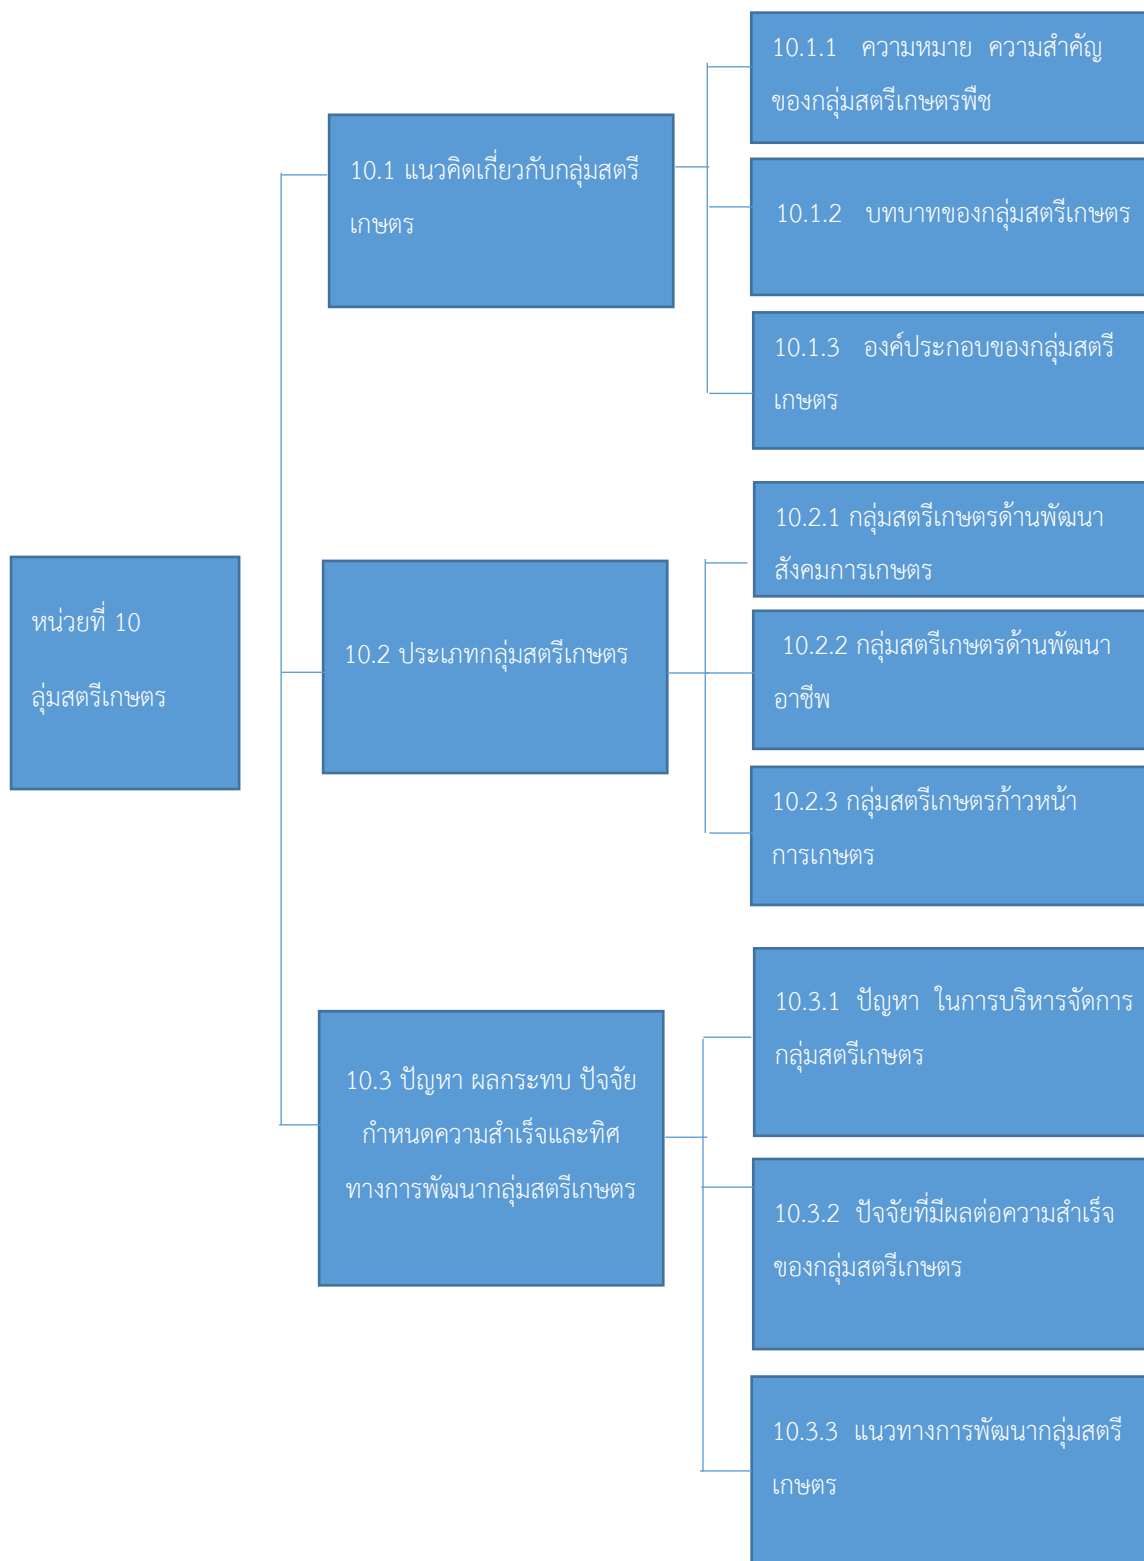 หน่วยที่ 10
ลุ่มสตรีเกษตร
10.1 แนวคิดเกี่ยวกับกลุ่มสตรี
เกษตร
10.1.1 ความหมาย ความสำคัญ
ของกลุ่มสตรีเกษตรพืช
10.1.2 บทบาทของกลุ่มสตรีเกษตร
10.1.3 องค์ประกอบของกลุ่มสตรี
เกษตร
10.2 ประเภทกลุ่มสตรีเกษตร
10.2.1 กลุ่มสตรีเกษตรด้านพัฒนา
สังคมการเกษตร
10.2.2 กลุ่มสตรีเกษตรด้านพัฒนา
อาชีพ
10.2.3 กลุ่มสตรีเกษตรก้าวหน้า
การเกษตร
10.3 ปัญหา ผลกระทบ ปัจจัย
กำหนดความสำเร็จและทิศ
ทางการพัฒนากลุ่มสตรีเกษตร
10.3.1 ปัญหา ในการบริหารจัดการ
กลุ่มสตรีเกษตร
10.3.2 ปัจจัยที่มีผลต่อความสำเร็จ
ของกลุ่มสตรีเกษตร
10.3.3 แนวทางการพัฒนากลุ่มสตรี
เกษตร